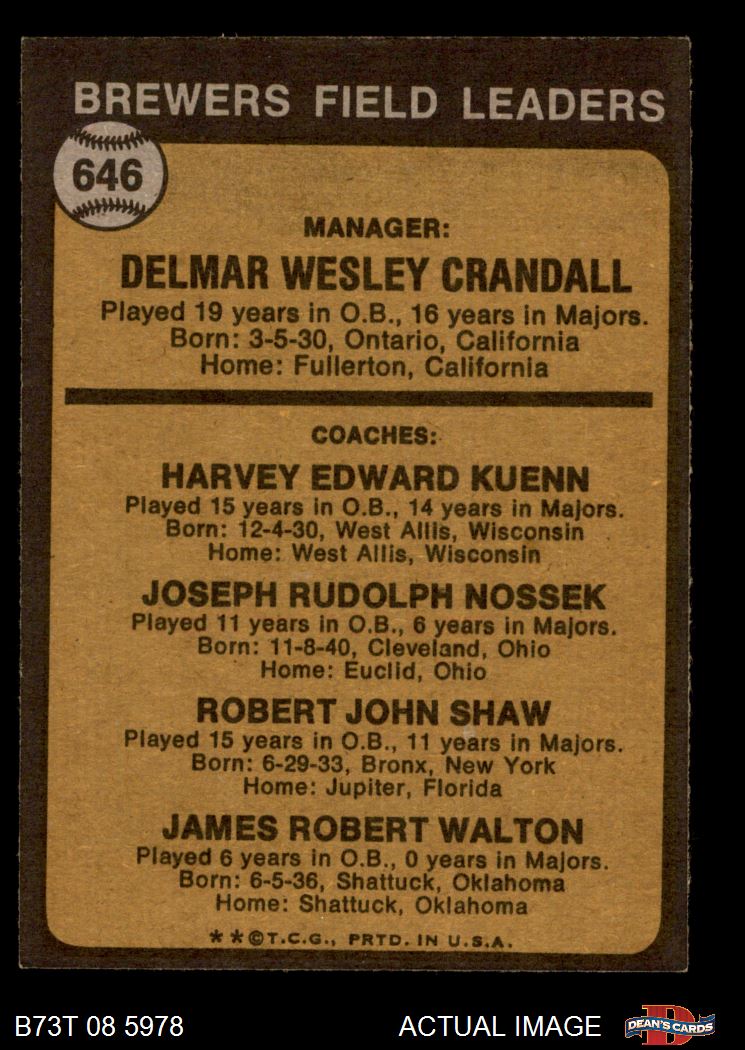 BREWERS FIELD LEADERS
646
MANAGER:
DELMAR WESLEY CRANDALL
Played 19 years in O.B., 16 years in Majors.
Born: 3-5-30, Ontario, California
Home: Fullerton, California
COACHES:
HARVEY EDWARD KUENN
Played 15 years in O.B., 14 years in Majors.
Born: 12-4-30, West Allis, Wisconsin
Home: West Allis, Wisconsin
JOSEPH RUDOLPH NOSSEK
Played 11 years in O.B., 6 years in Majors.
Born: 11-8-40, Cleveland, Ohio
Home: Euclid, Ohio
ROBERT JOHN SHAW
Played 15 years in O.B., 11 years in Majors.
Born: 6-29-33, Bronx, New York
Home: Jupiter, Florida
JAMES ROBERT WALTON
Played 6 years in O.B., 0 years in Majors.
Born: 6-5-36, Shattuck, Oklahoma
Home: Shattuck, Oklahoma
**©T.C.G., PRTD. IN U.S.A.
B73T 08 5978 ACTUAL IMAGE
D
DEAN'S CARDS